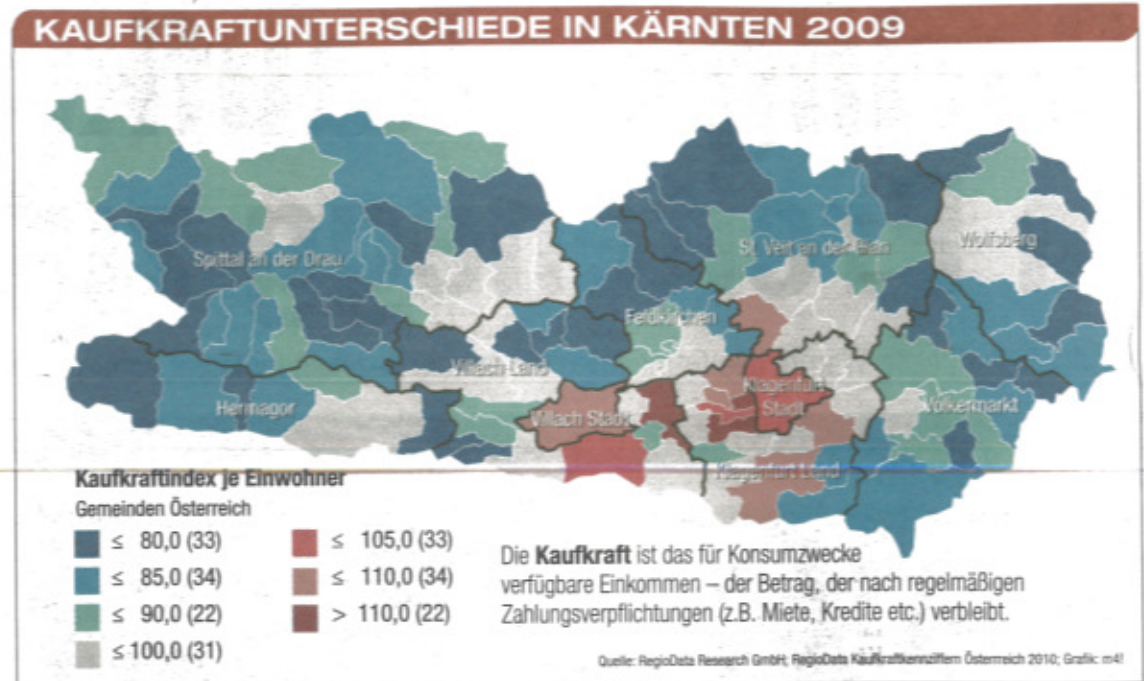 KAUFKRAFTUNTERSCHIEDE IN KÄRNTEN 2009
Spittal an der Drau
St. Veit an der Glan
Wolfsberg
Feldkirchen
Villach Land
Klagenfurt
Stadt
Hermagor
Villach Stadt
Völkermarkt
Klagenfurt Land
Kaufkraftindex je Einwohner
Gemeinden Österreich
≤ 80,0 (33)
≤ 85,0 (34)
≤ 90,0 (22)
≤ 100,0 (31)
≤ 105,0 (33)
≤ 110,0 (34)
> 110,0 (22)
Die Kaufkraft ist das für Konsumzwecke
verfügbare Einkommen – der Betrag, der nach regelmäßigen
Zahlungsverpflichtungen (z.B. Miete, Kredite etc.) verbleibt.
Quelle: RegioData Research GmbH; RegioData Kaufkraftkennziffern Österreich 2010; Grafik: m4!